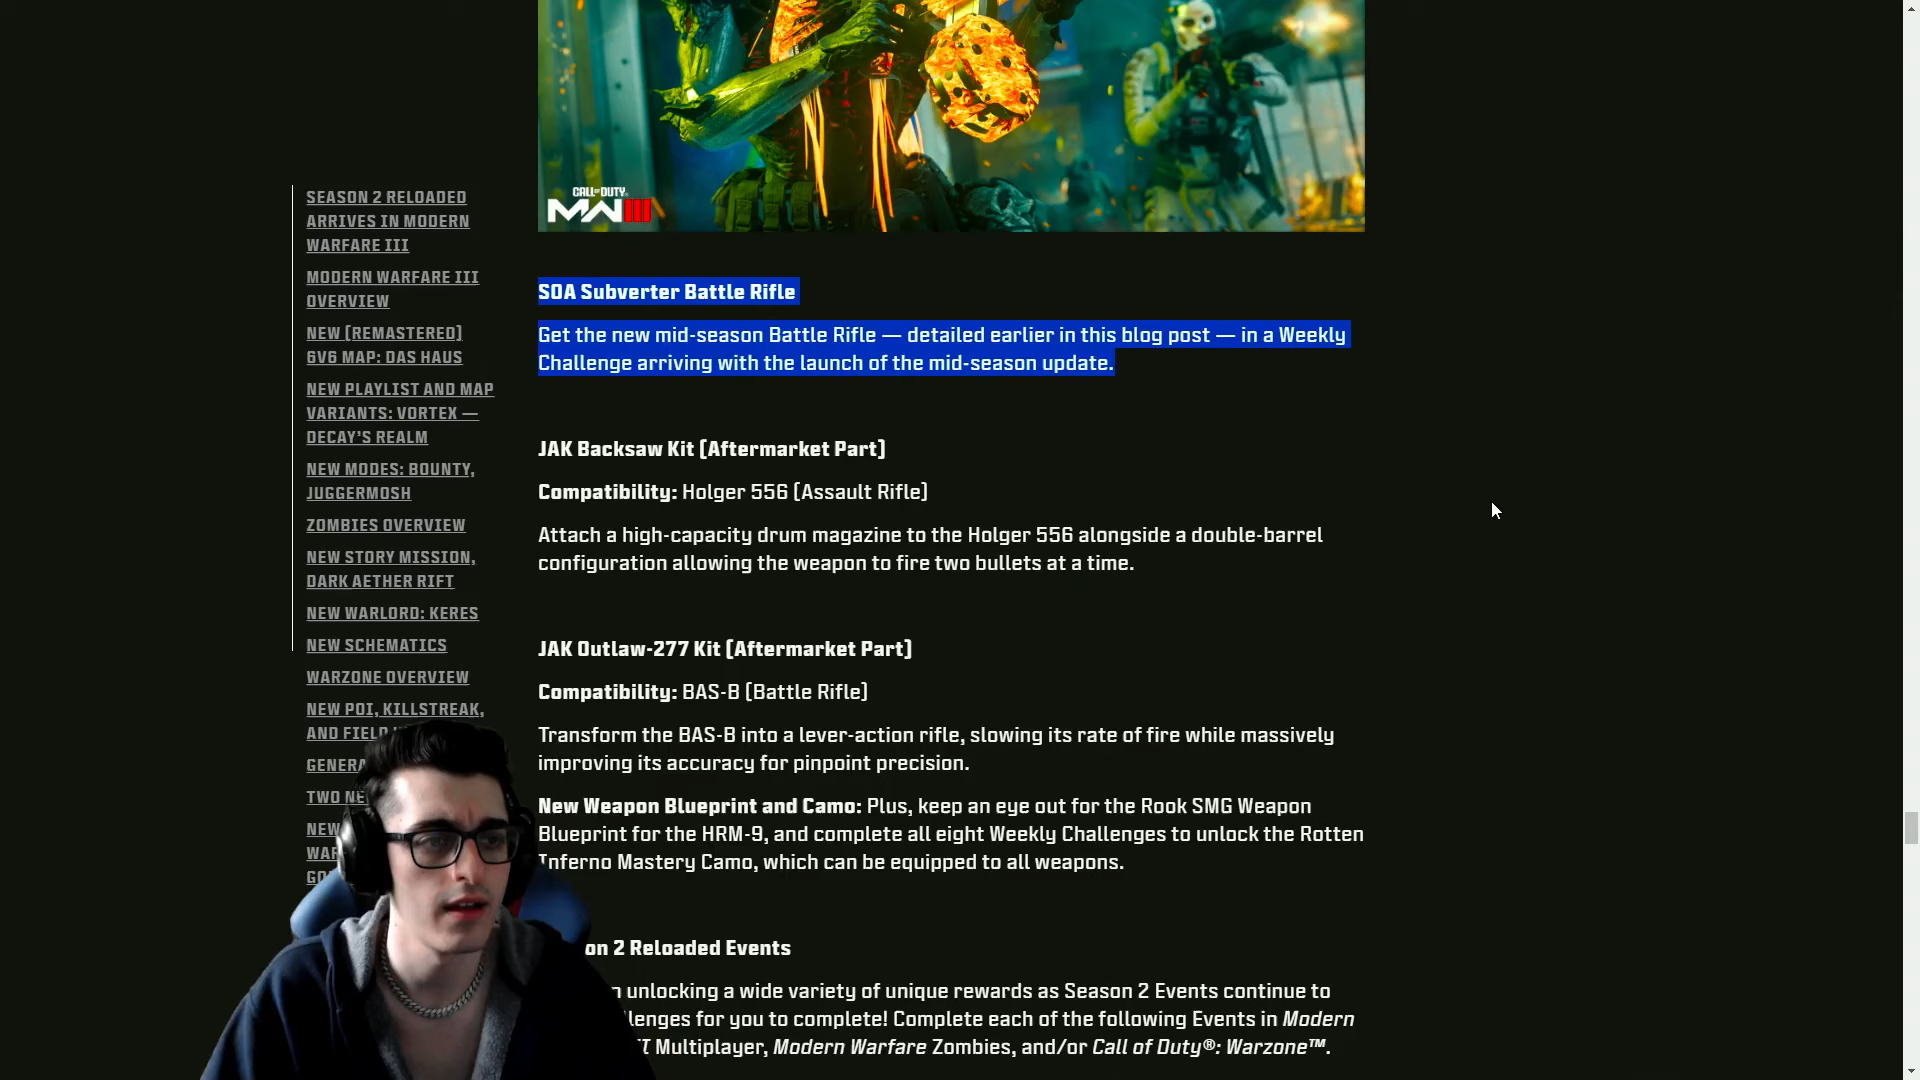 CALL OF DUTY
MWIII
SEASON 2 RELOADED
ARRIVES IN MODERN
WARFARE III
MODERN WARFARE III
OVERVIEW
NEW [REMASTERED]
6V6 MAP: DAS HAUS
NEW PLAYLIST AND MAP
VARIANTS: VORTEX —
DECAY'S REALM
NEW MODES: BOUNTY,
JUGGERMOSH
ZOMBIES OVERVIEW
NEW STORY MISSION,
DARK AETHER RIFT
NEW WARLORD: KERES
NEW SCHEMATICS
WARZONE OVERVIEW
NEW POI, KILLSTREAK,
AND FIELD
TWO
NEW
SOA Subverter Battle Rifle
Get the new mid-season Battle Rifle — detailed earlier in this blog post — in a Weekly
Challenge arriving with the launch of the mid-season update.
JAK Backsaw Kit [Aftermarket Part]
Compatibility: Holger 556 [Assault Rifle]
Attach a high-capacity drum magazine to the Holger 556 alongside a double-barrel
configuration allowing the weapon to fire two bullets at a time.
JAK Outlaw-277 Kit [Aftermarket Part]
Compatibility: BAS-B [Battle Rifle]
Transform the BAS-B into a lever-action rifle, slowing its rate of fire while massively
improving its accuracy for pinpoint precision.
New Weapon Blueprint and Camo: Plus, keep an eye out for the Rook SMG Weapon
Blueprint for the HRM-9, and complete all eight Weekly Challenges to unlock the Rotten
Inferno Mastery Camo, which can be equipped to all weapons.
2 Reloaded Events
unlocking a wide variety of unique rewards as Season 2 Events continue to
for you to complete! Complete each of the following Events in Modern
Multiplayer, Modern Warfare Zombies, and/or Call of Duty®: Warzone™.